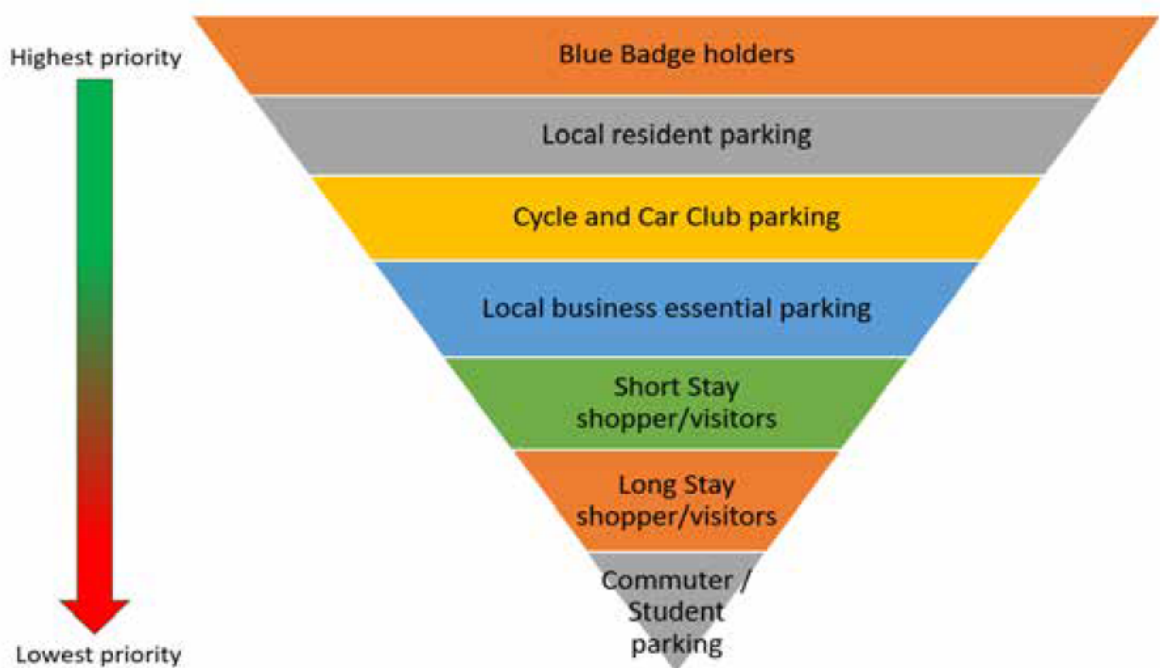 Highest priority
Blue Badge holders
Local resident parking
Cycle and Car Club parking
Local business essential parking
Short Stay
shopper/visitors
Long Stay
shopper/visitors
Commuter /
Student
parking
Lowest priority